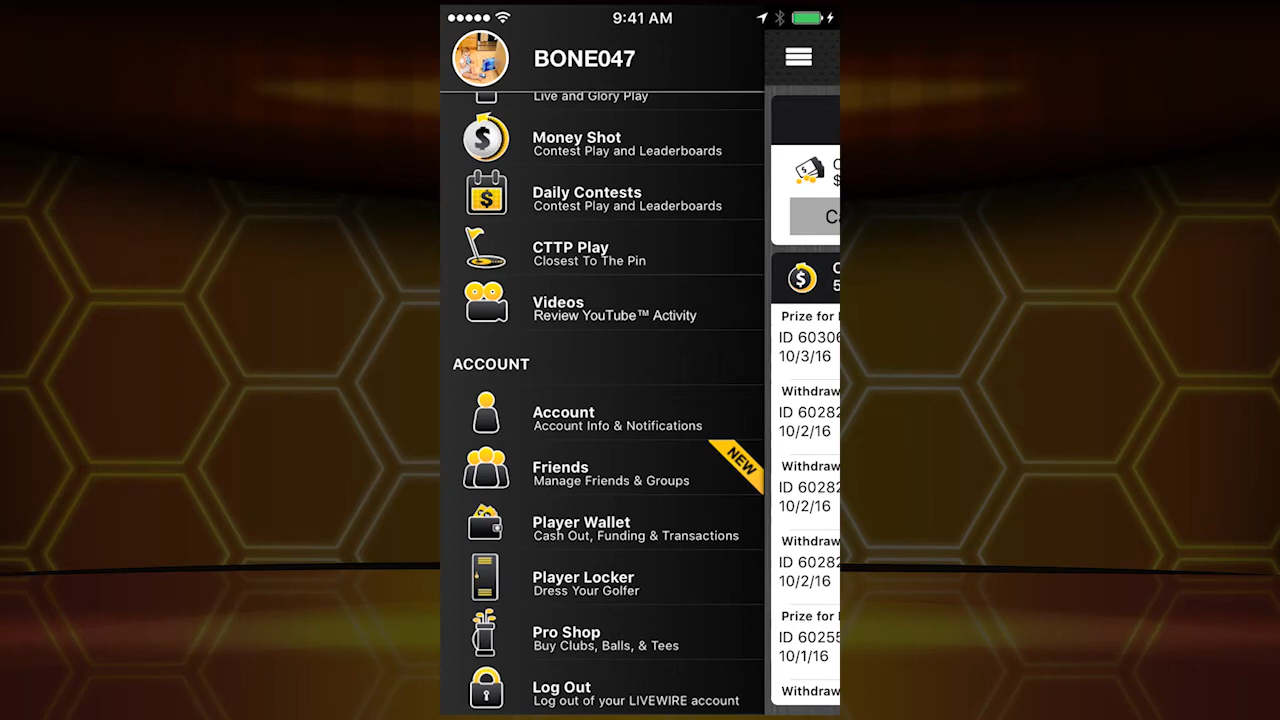 9:41 AM
BONE047
Live and Glory Play
Money Shot
Contest Play and Leaderboards
Daily Contests
Contest Play and Leaderboards
CTTP Play
Closest To The Pin
Videos
Review YouTube™ Activity
ACCOUNT
Account
Account Info & Notifications
Friends
Manage Friends & Groups
NEW
Player Wallet
Cash Out, Funding & Transactions
Player Locker
Dress Your Golfer
Pro Shop
Buy Clubs, Balls, & Tees
Log Out
Log out of your LIVEWIRE account
$
Prize for
ID 60306
10/3/16
Withdraw
ID 60282
10/2/16
Withdraw
ID 60282
10/2/16
Withdraw
ID 60282
10/2/16
Prize for
ID 60255
10/1/16
Withdraw